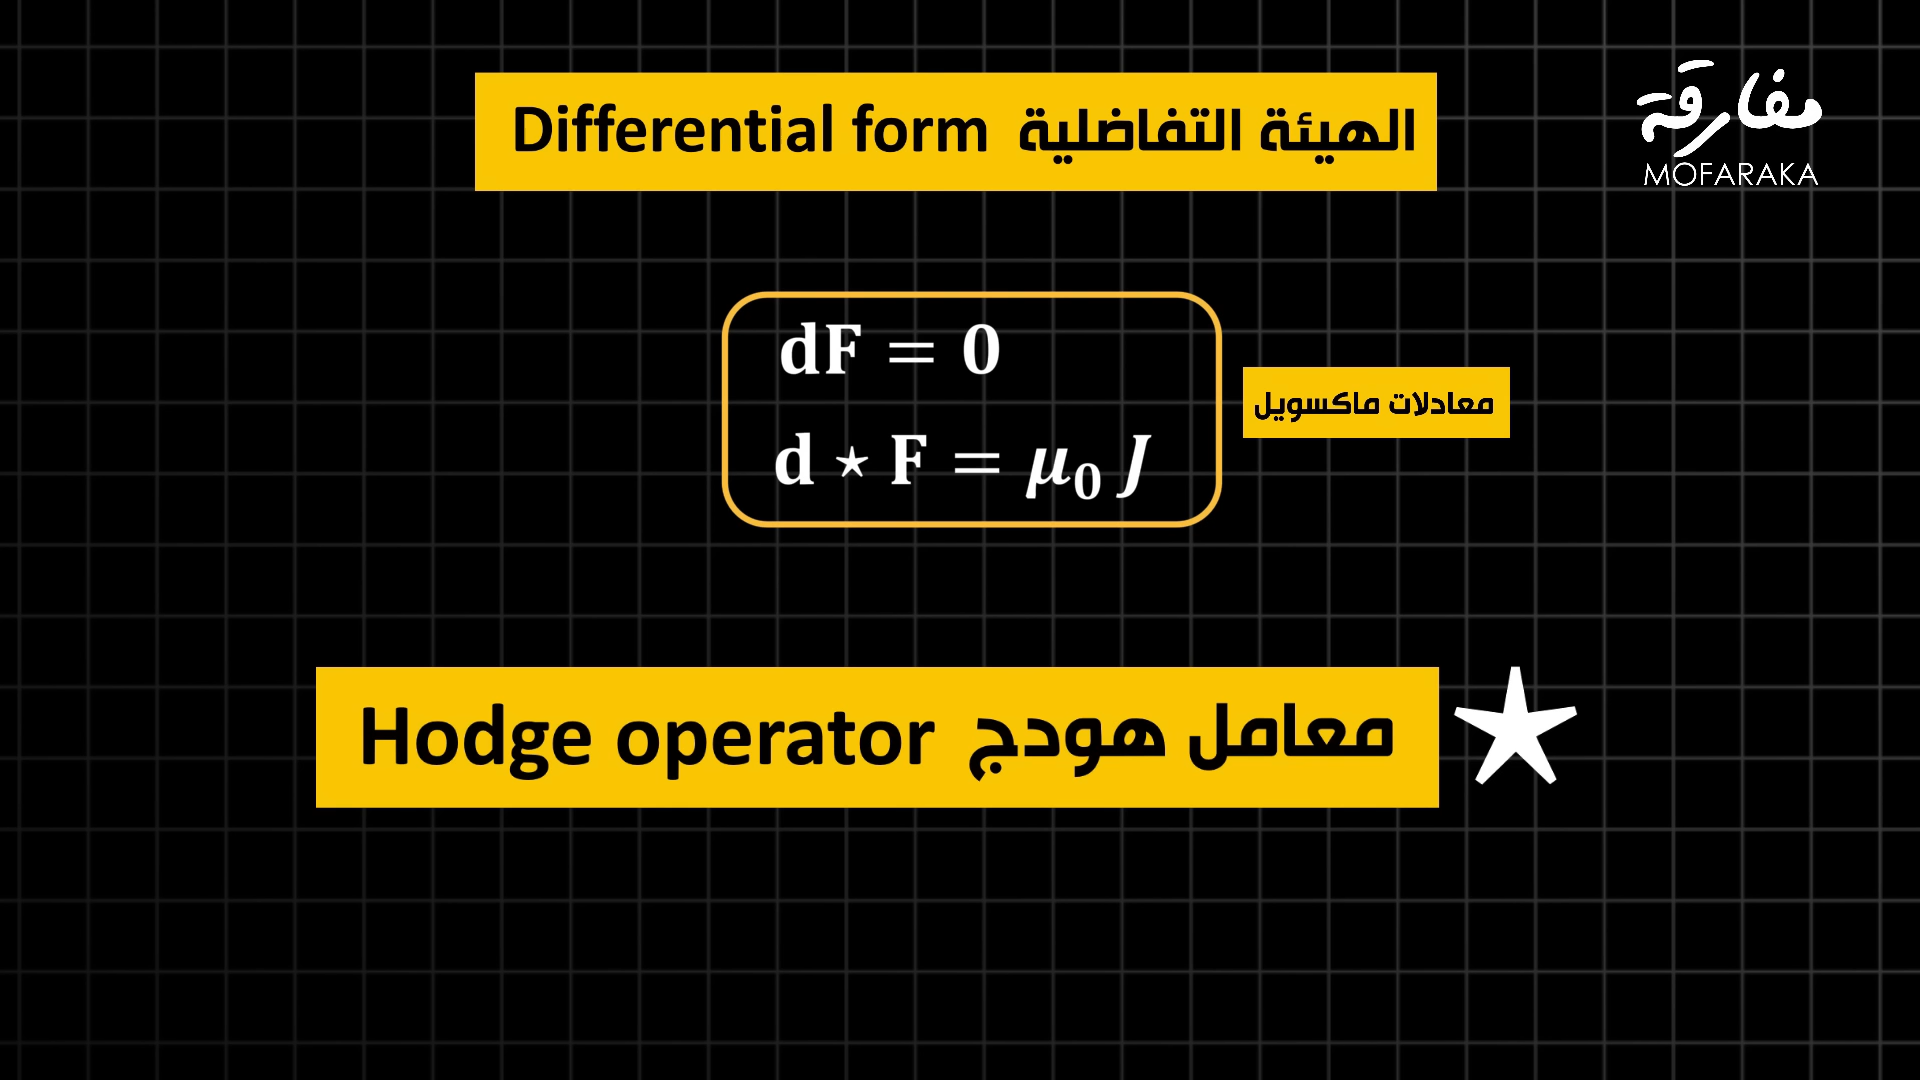 الهيئة التفاضلية Differential form
مفارقة
MOFARAKA
dF = 0
d ⋆ F = μ₀ J
معادلات ماكسويل
معامل هودج Hodge operator